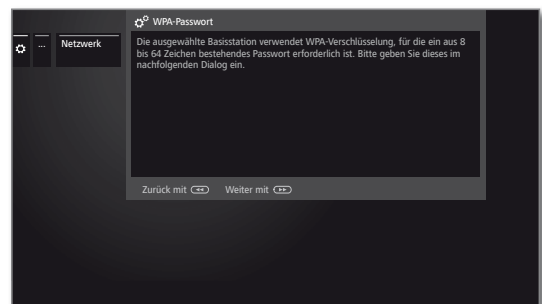 WPA-Passwort
... Netzwerk
Die ausgewählte Basisstation verwendet WPA-Verschlüsselung, für die ein aus 8
bis 64 Zeichen bestehendes Passwort erforderlich ist. Bitte geben Sie dieses im
nachfolgenden Dialog ein.
Zurück mit Weiter mit